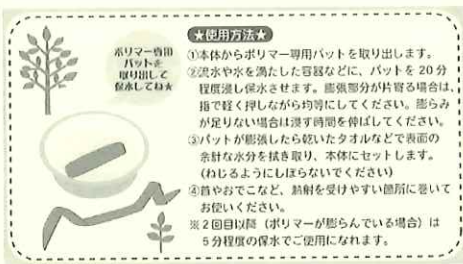 ポリマー専用
パットを
取り出して
保水してね★
★使用方法★
①本体からポリマー専用パットを取り出します。
②流水や水を満たした容器などに、パットを20分
程度浸し保水させます。膨張部分が片寄る場合は、
指で軽く押しながら均等にしてください。膨らみ
が足りない場合は浸す時間を伸ばしてください。
③パットが膨張したら乾いたタオルなどで表面の
余計な水分を拭き取り、本体にセットします。
(ねじるようにしぼらないでください)
④首やおでこなど、熱射を受けやすい箇所に巻いて
お使いください。
※2回目以降(ポリマーが膨らんでいる場合)は
5分程度の保水でご使用になれます。